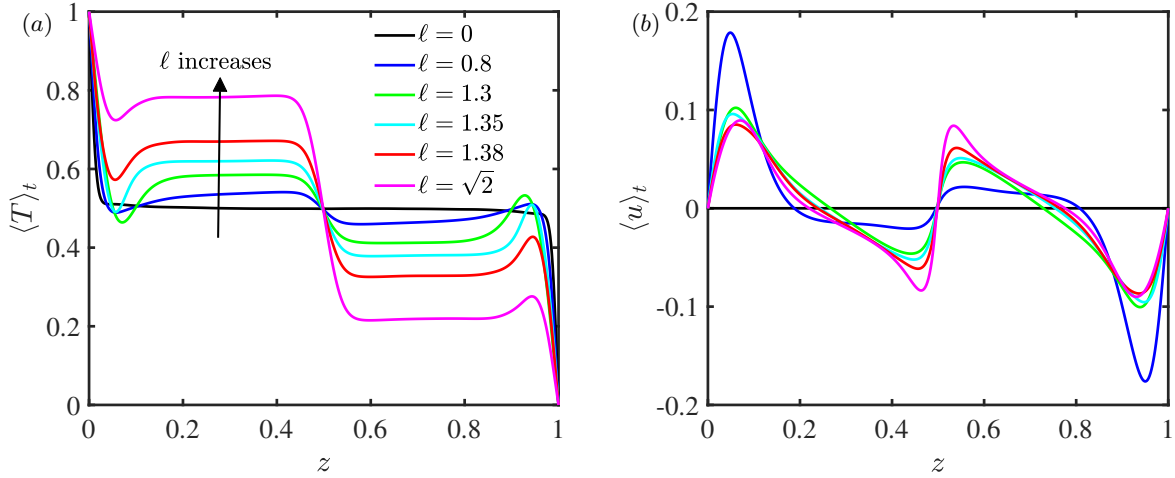 (a)
1
0.8
0.6
0.4
0.2
0
⟨T⟩t
ℓ increases
ℓ = 0
ℓ = 0.8
ℓ = 1.3
ℓ = 1.35
ℓ = 1.38
ℓ = √2
0 0.2 0.4 0.6 0.8 1
z
(b)
0.2
0.1
0
-0.1
-0.2
⟨u⟩t
0 0.2 0.4 0.6 0.8 1
z